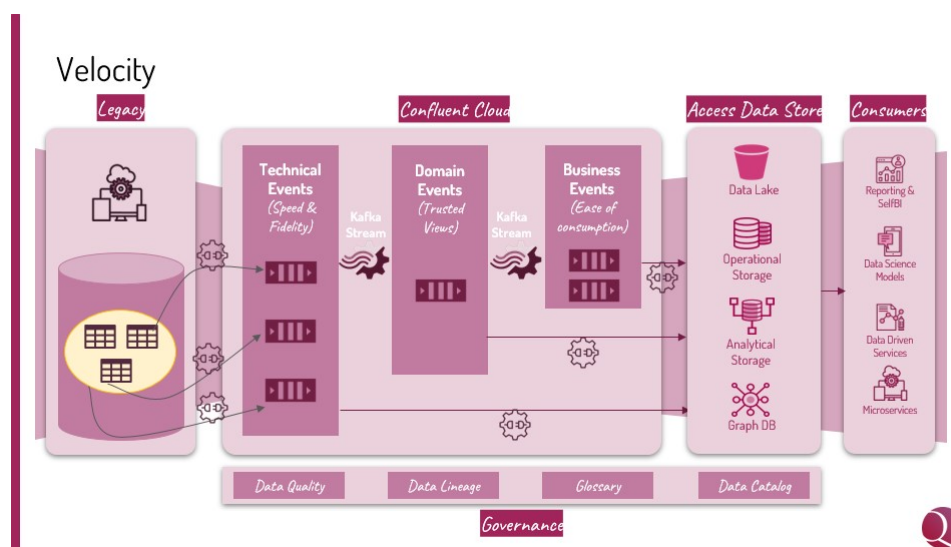 Velocity
Legacy
Confluent Cloud
Access Data Store
Consumers
Technical
Events
(Speed &
Fidelity)
Kafka
Stream
Domain
Events
(Trusted
Views)
Kafka
Stream
Business
Events
(Ease of
consumption)
Data Lake
Operational
Storage
Analytical
Storage
Graph DB
Reporting &
SelfBI
Data Science
Models
Data Driven
Services
Microservices
Data Quality
Data Lineage
Glossary
Data Catalog
Governance
Q